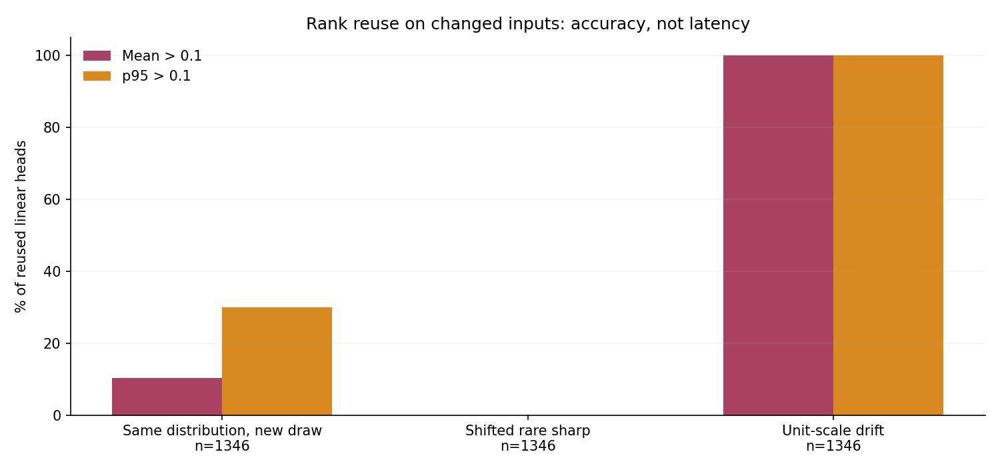 Rank reuse on changed inputs: accuracy, not latency
Mean > 0.1
p95 > 0.1
% of reused linear heads
100
80
60
40
20
0
Same distribution, new draw
n=1346
Shifted rare sharp
n=1346
Unit-scale drift
n=1346